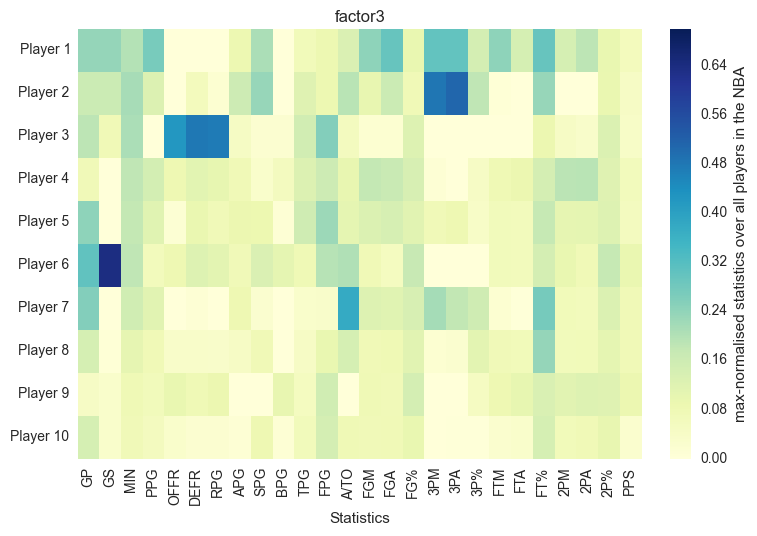 factor3
Player 1
Player 2
Player 3
Player 4
Player 5
Player 6
Player 7
Player 8
Player 9
Player 10
GP GS MIN PPG OFFR DEFR RPG APG SPG BPG TPG FPG A/TO FGM FGA FG% 3PM 3PA 3P% FTM FTA FT% 2PM 2PA 2P% PPS
Statistics
0.64
0.56
0.48
0.40
0.32
0.24
0.16
0.08
0.00
max-normalised statistics over all players in the NBA